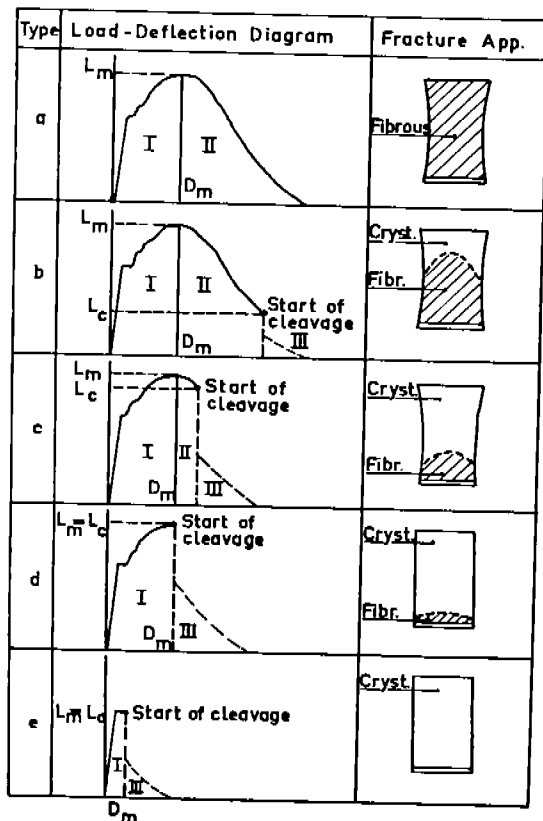 Type Load-Deflection Diagram Fracture App.
a
Lm
I II
Dm
Fibrous
b
Lm
Lc
I II
Dm
Start of
cleavage
III
Cryst.
Fibr.
c
Lm
Lc
Start of
cleavage
I II
Dm III
Cryst.
Fibr.
d
Lm=Lc
Start of
cleavage
I
Dm III
Cryst.
Fibr.
e
Lm=Lc
Start of cleavage
I III
Dm
Cryst.